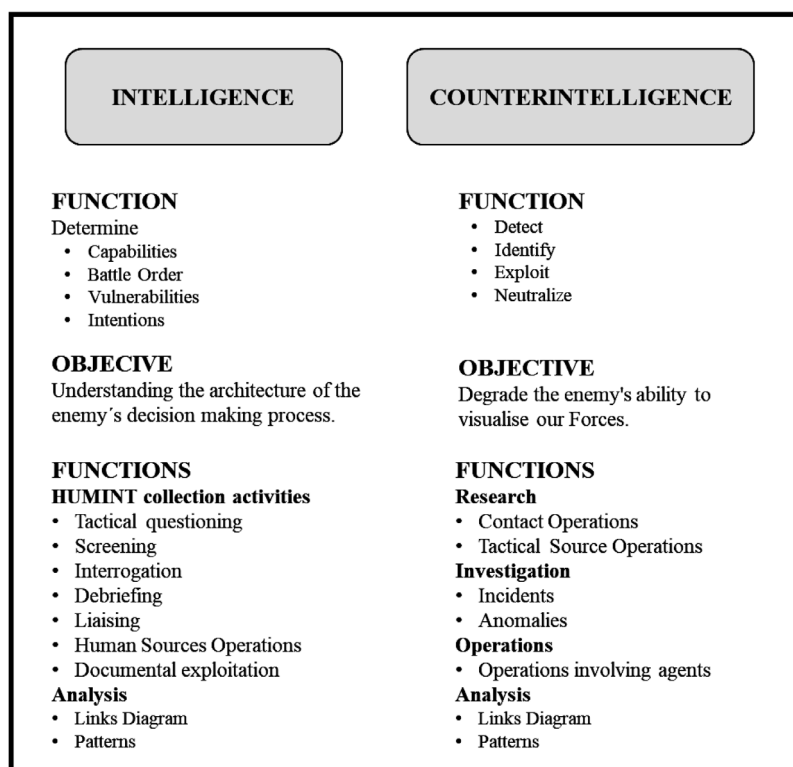 INTELLIGENCE
FUNCTION
Determine
• Capabilities
• Battle Order
• Vulnerabilities
• Intentions
OBJECIVE
Understanding the architecture of the
enemy´s decision making process.
FUNCTIONS
HUMINT collection activities
• Tactical questioning
• Screening
• Interrogation
• Debriefing
• Liaising
• Human Sources Operations
• Documental exploitation
Analysis
• Links Diagram
• Patterns
COUNTERINTELLIGENCE
FUNCTION
• Detect
• Identify
• Exploit
• Neutralize
OBJECTIVE
Degrade the enemy's ability to
visualise our Forces.
FUNCTIONS
Research
• Contact Operations
• Tactical Source Operations
Investigation
• Incidents
• Anomalies
Operations
• Operations involving agents
Analysis
• Links Diagram
• Patterns